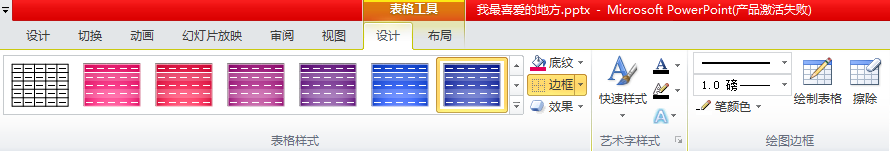 表格工具
我最喜爱的地方.pptx - Microsoft PowerPoint(产品激活失败)
设计 切换 动画 幻灯片放映 审阅 视图 设计 布局
底纹
边框
效果
表格样式
快速样式
A
A
A
艺术字样式
1.0 磅
笔颜色
绘制表格
擦除
绘图边框